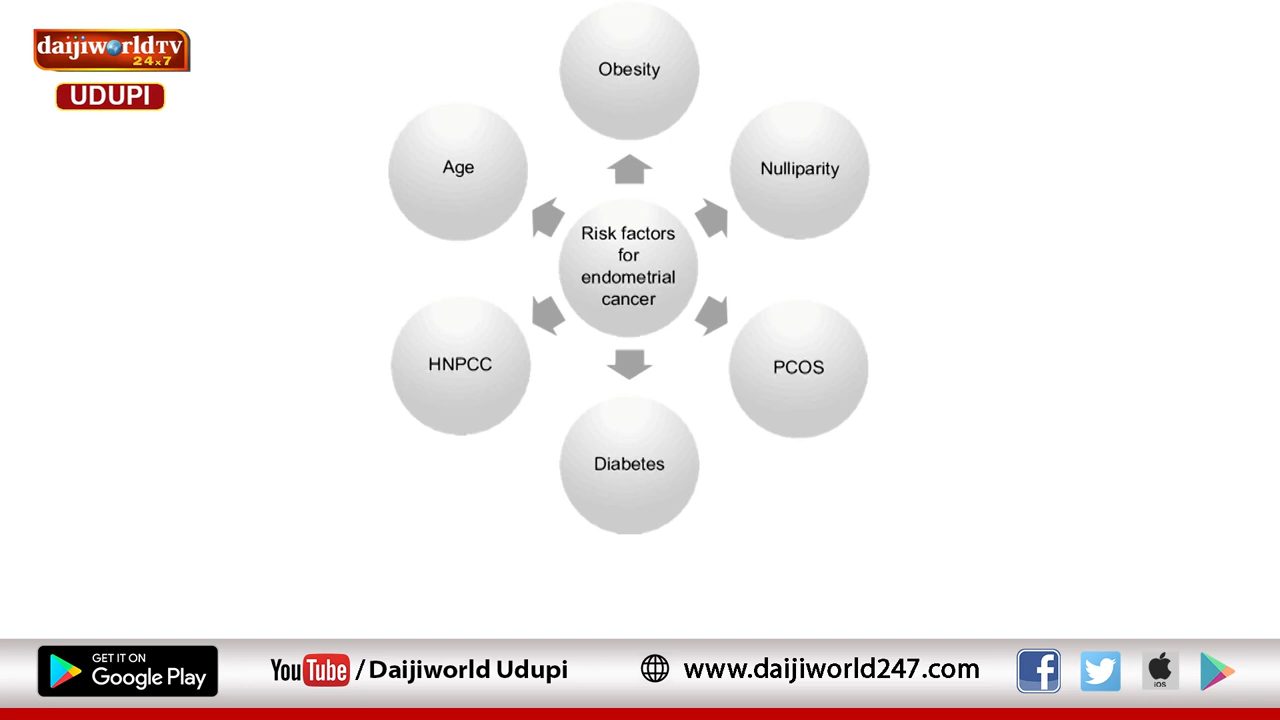 daijiworldTV
24x7
UDUPI
Obesity
Age
Nulliparity
Risk factors
for
endometrial
cancer
HNPCC
PCOS
Diabetes
GET IT ON
Google Play
YouTube /Daijiworld Udupi
www.daijiworld247.com
f
iOS